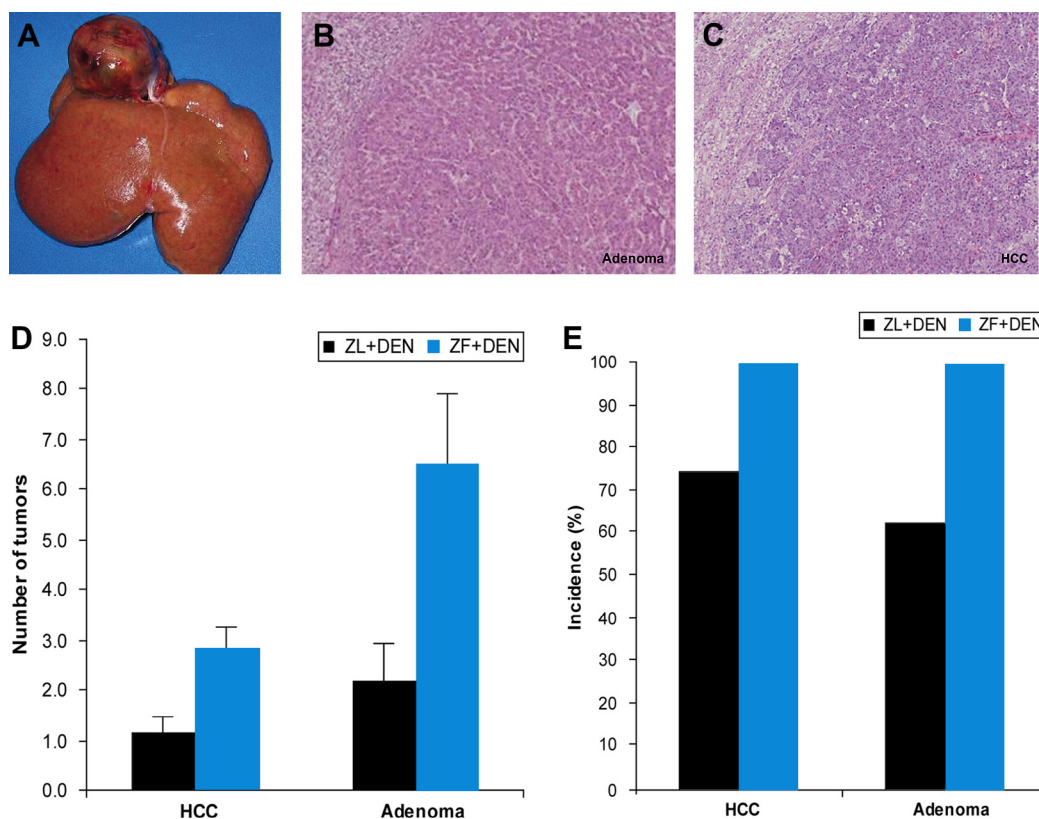 A
B
Adenoma
C
HCC
D
ZL+DEN ZF+DEN
Number of tumors
9.0
8.0
7.0
6.0
5.0
4.0
3.0
2.0
1.0
0.0
HCC Adenoma
E
ZL+DEN ZF+DEN
Incidence (%)
100
90
80
70
60
50
40
30
20
10
0
HCC Adenoma